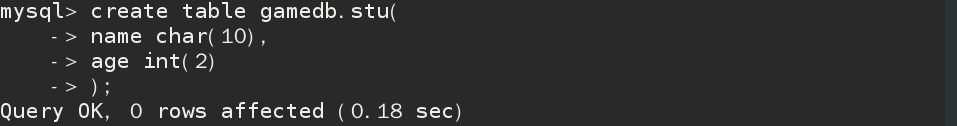 mysql> create table gamedb.stu(
    -> name char(10),
    -> age int(2)
    -> );
Query OK, 0 rows affected (0.18 sec)